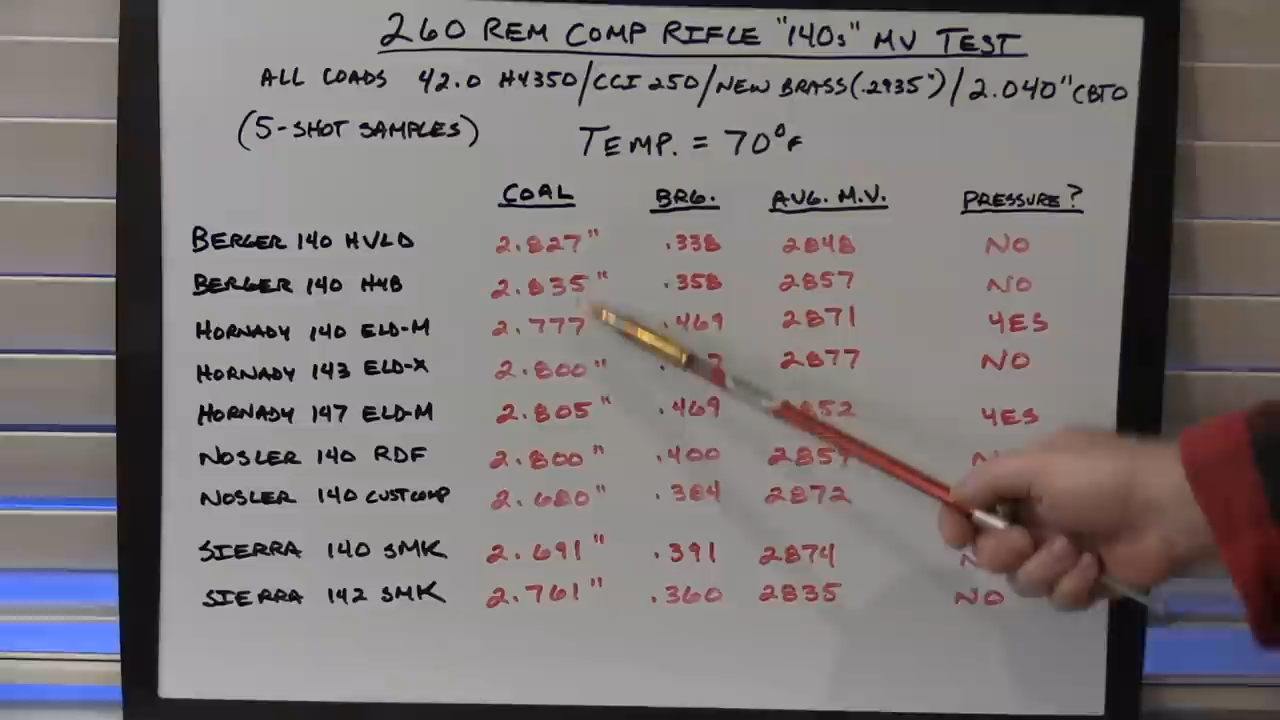 260 REM COMP RIFLE "140s" MV TEST
ALL LOADS 42.0 H4350/CCI 250/NEW BRASS(.2935")/2.040" CBTO
(5-SHOT SAMPLES) TEMP. = 70°F
COAL BRG. AVG. M.V. PRESSURE?
BERGER 140 HVLD 2.827" .338 2848 NO
BERGER 140 HYB 2.835" .358 2857 NO
HORNADY 140 ELD-M 2.777 .469 2871 YES
HORNADY 143 ELD-X 2.800" 2877 NO
HORNADY 147 ELD-M 2.805" .469 2852 YES
NOSLER 140 RDF 2.800" .400 2857
NOSLER 140 CUSTCOMP 2.680" .384 2872
SIERRA 140 SMK 2.691" .391 2874
SIERRA 142 SMK 2.761" .360 2835 NO